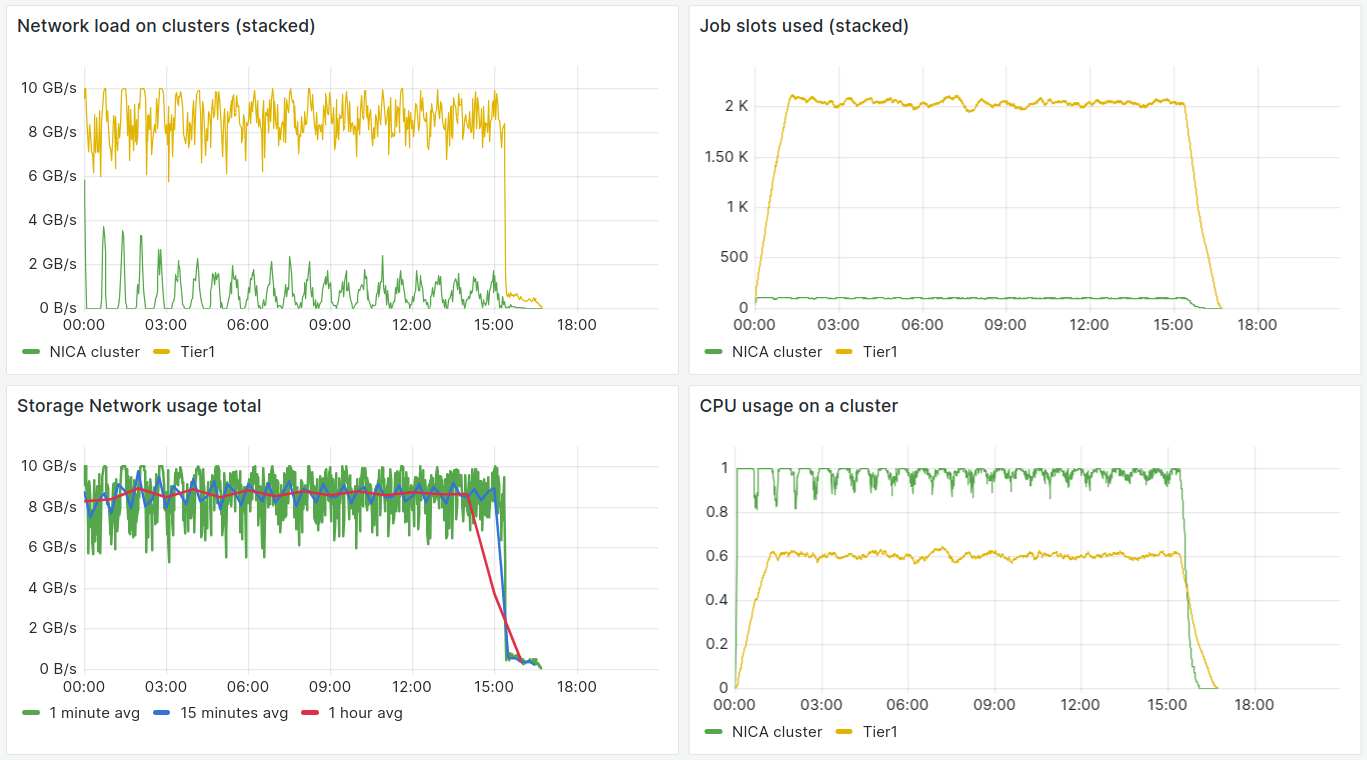 Network load on clusters (stacked)
10 GB/s
8 GB/s
6 GB/s
4 GB/s
2 GB/s
0 B/s
00:00 03:00 06:00 09:00 12:00 15:00 18:00
NICA cluster Tier1
Job slots used (stacked)
2 K
1.50 K
1 K
500
0
00:00 03:00 06:00 09:00 12:00 15:00 18:00
NICA cluster Tier1
Storage Network usage total
10 GB/s
8 GB/s
6 GB/s
4 GB/s
2 GB/s
0 B/s
00:00 03:00 06:00 09:00 12:00 15:00 18:00
1 minute avg 15 minutes avg 1 hour avg
CPU usage on a cluster
1
0.8
0.6
0.4
0.2
0
00:00 03:00 06:00 09:00 12:00 15:00 18:00
NICA cluster Tier1